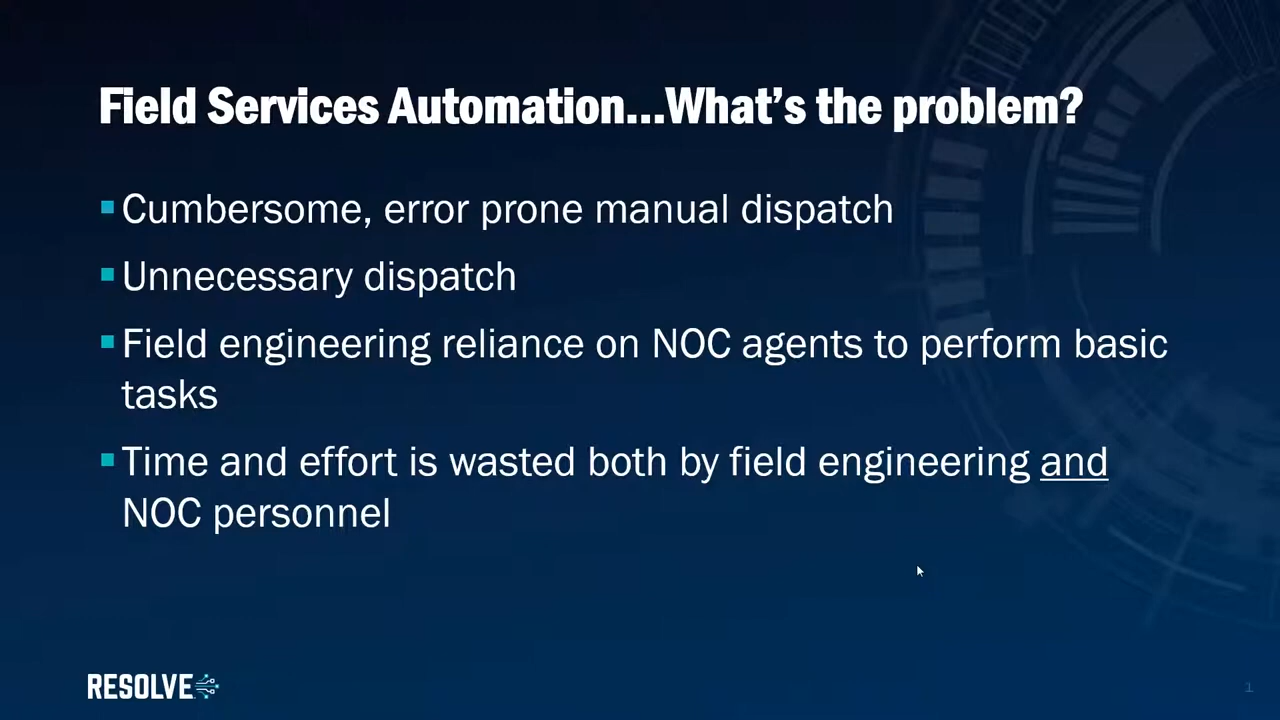 Field Services Automation...What's the problem?
Cumbersome, error prone manual dispatch
Unnecessary dispatch
Field engineering reliance on NOC agents to perform basic
tasks
Time and effort is wasted both by field engineering and
NOC personnel
RESOLVE
1